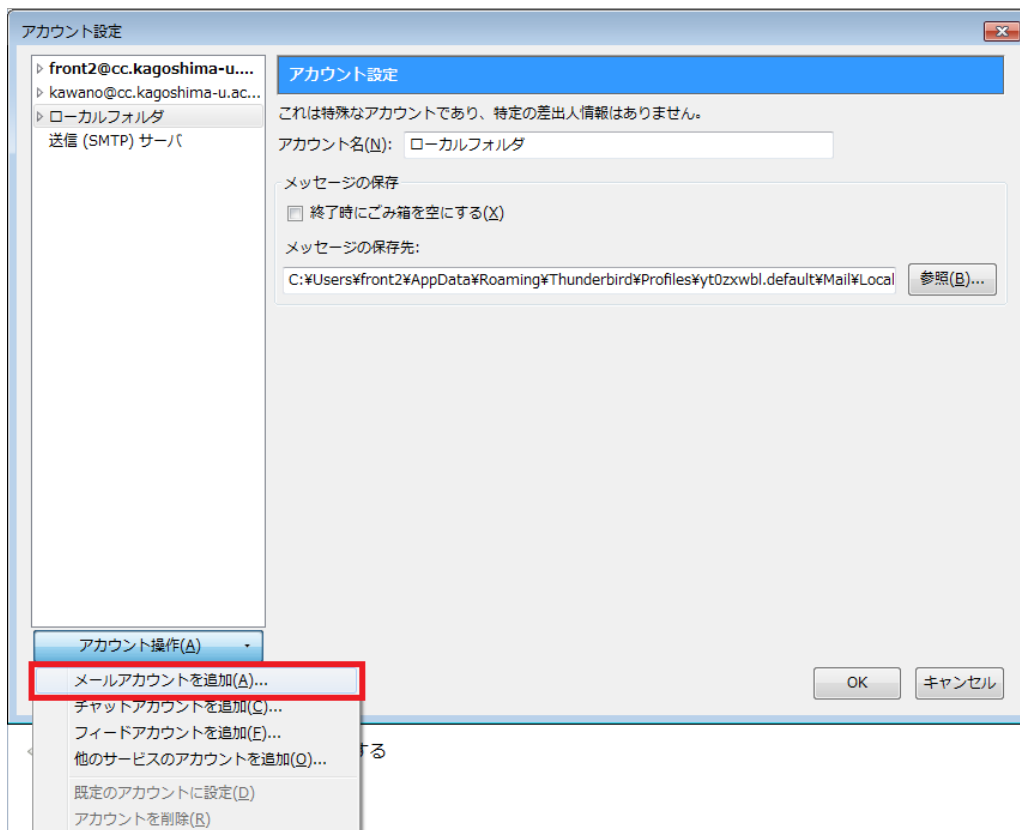 アカウント設定
front2@cc.kagoshima-u....
kawano@cc.kagoshima-u.ac...
ローカルフォルダ
送信 (SMTP) サーバ
アカウント設定
これは特殊なアカウントであり、特定の差出人情報はありません。
アカウント名(N): ローカルフォルダ
メッセージの保存
終了時にごみ箱を空にする(X)
メッセージの保存先:
C:¥Users¥front2¥AppData¥Roaming¥Thunderbird¥Profiles¥yt0zxwbl.default¥Mail¥Local 参照(B)...
アカウント操作(A)
メールアカウントを追加(A)...
チャットアカウントを追加(C)...
フィードアカウントを追加(F)...
他のサービスのアカウントを追加(O)...
既定のアカウントに設定(D)
アカウントを削除(R)
OK キャンセル
する